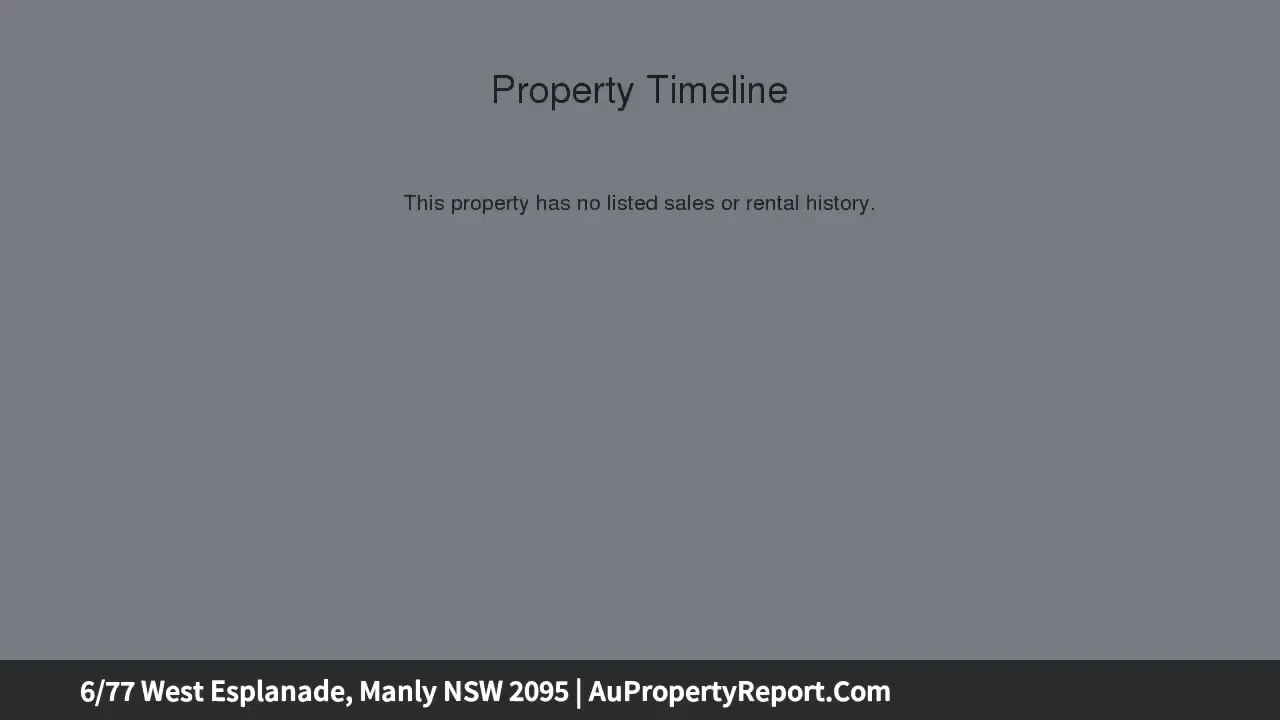 Property Timeline
This property has no listed sales or rental history.
6/77 West Esplanade, Manly NSW 2095 | AuPropertyReport.Com